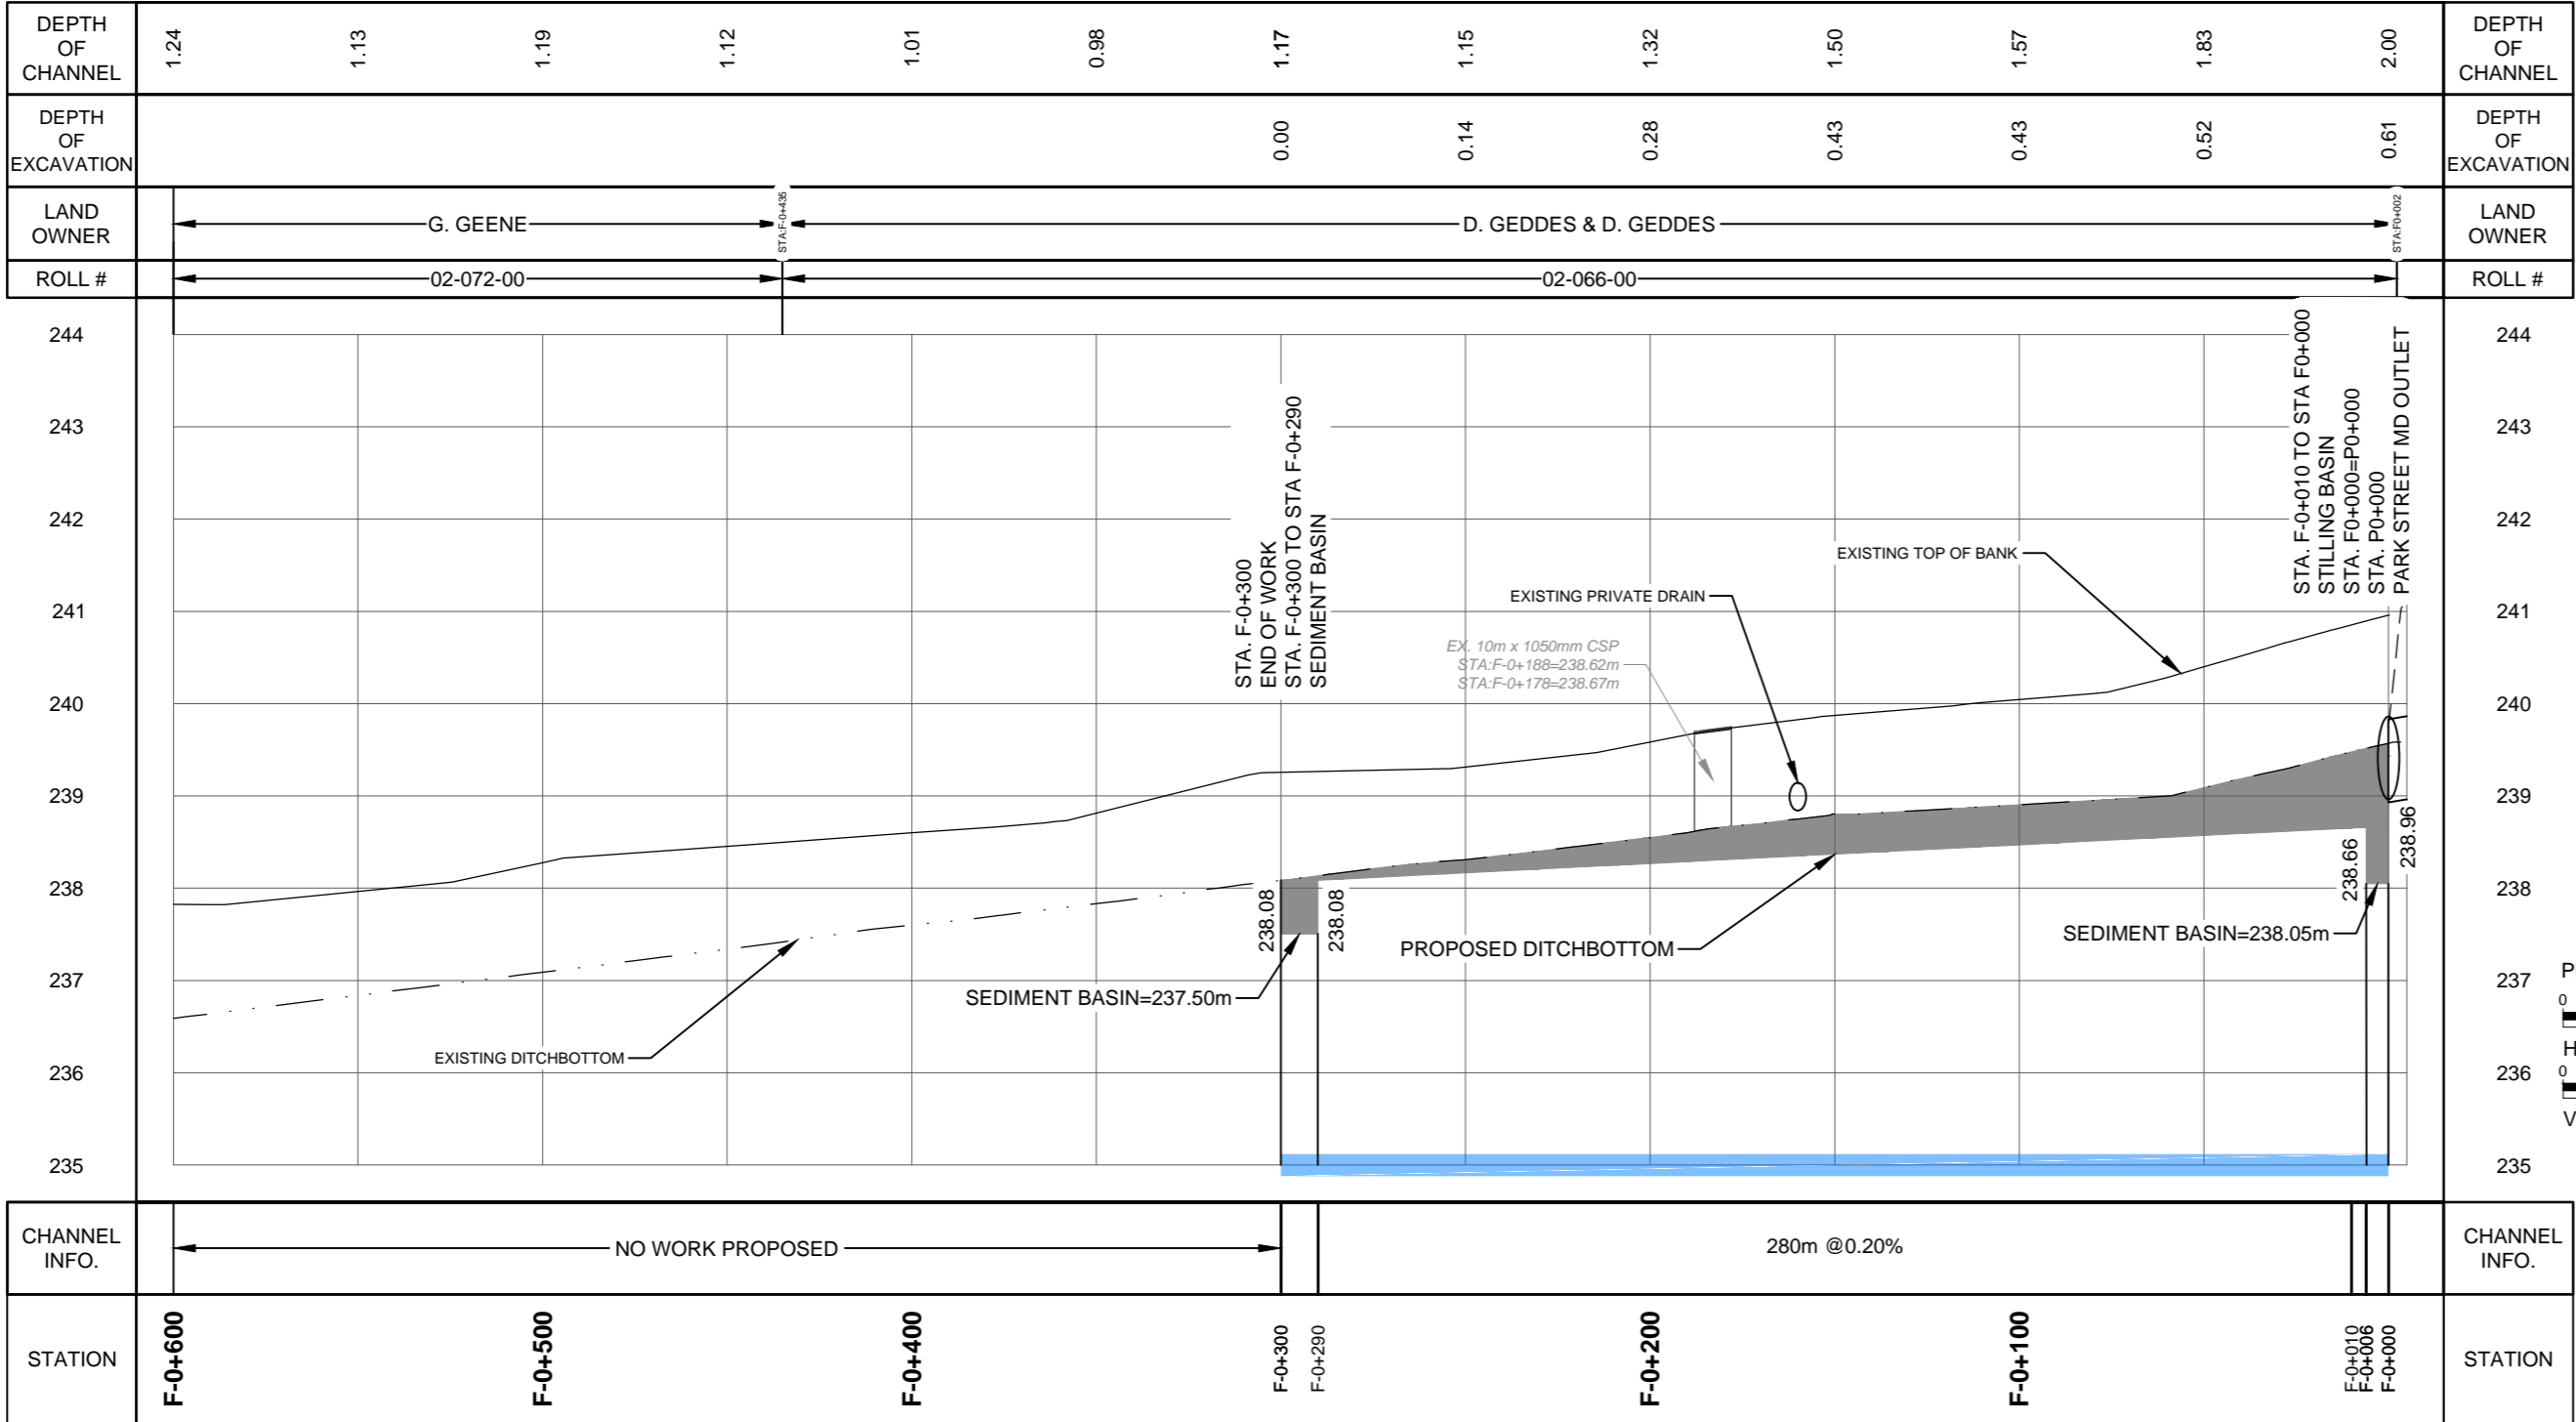 DEPTH
OF
CHANNEL
1.24
1.13
1.19
1.12
1.01
0.98
1.17
1.15
1.32
1.50
1.57
1.83
2.00
DEPTH
OF
CHANNEL
DEPTH
OF
EXCAVATION
0.00
0.14
0.28
0.43
0.43
0.52
0.61
DEPTH
OF
EXCAVATION
LAND
OWNER
G. GEENE
STA:F-0+435
D. GEDDES & D. GEDDES
STA:F0+002
LAND
OWNER
ROLL #
02-072-00
02-066-00
ROLL #
244
243
242
241
240
239
238
237
236
235
STA. F-0+300
END OF WORK
STA. F-0+300 TO STA F-0+290
SEDIMENT BASIN
EXISTING PRIVATE DRAIN
EX. 10m x 1050mm CSP
STA:F-0+188=238.62m
STA:F-0+178=238.67m
EXISTING TOP OF BANK
STA. F-0+010 TO STA F0+000
STILLING BASIN
STA. F0+000=P0+000
STA. P0+000
PARK STREET MD OUTLET
238.08
238.08
238.66
238.96
PROPOSED DITCHBOTTOM
SEDIMENT BASIN=238.05m
SEDIMENT BASIN=237.50m
EXISTING DITCHBOTTOM
244
243
242
241
240
239
238
237
236
235
P
0
H
0
V
CHANNEL
INFO.
NO WORK PROPOSED
280m @0.20%
CHANNEL
INFO.
STATION
F-0+600
F-0+500
F-0+400
F-0+300
F-0+290
F-0+200
F-0+100
F-0+010
F-0+006
F-0+000
STATION